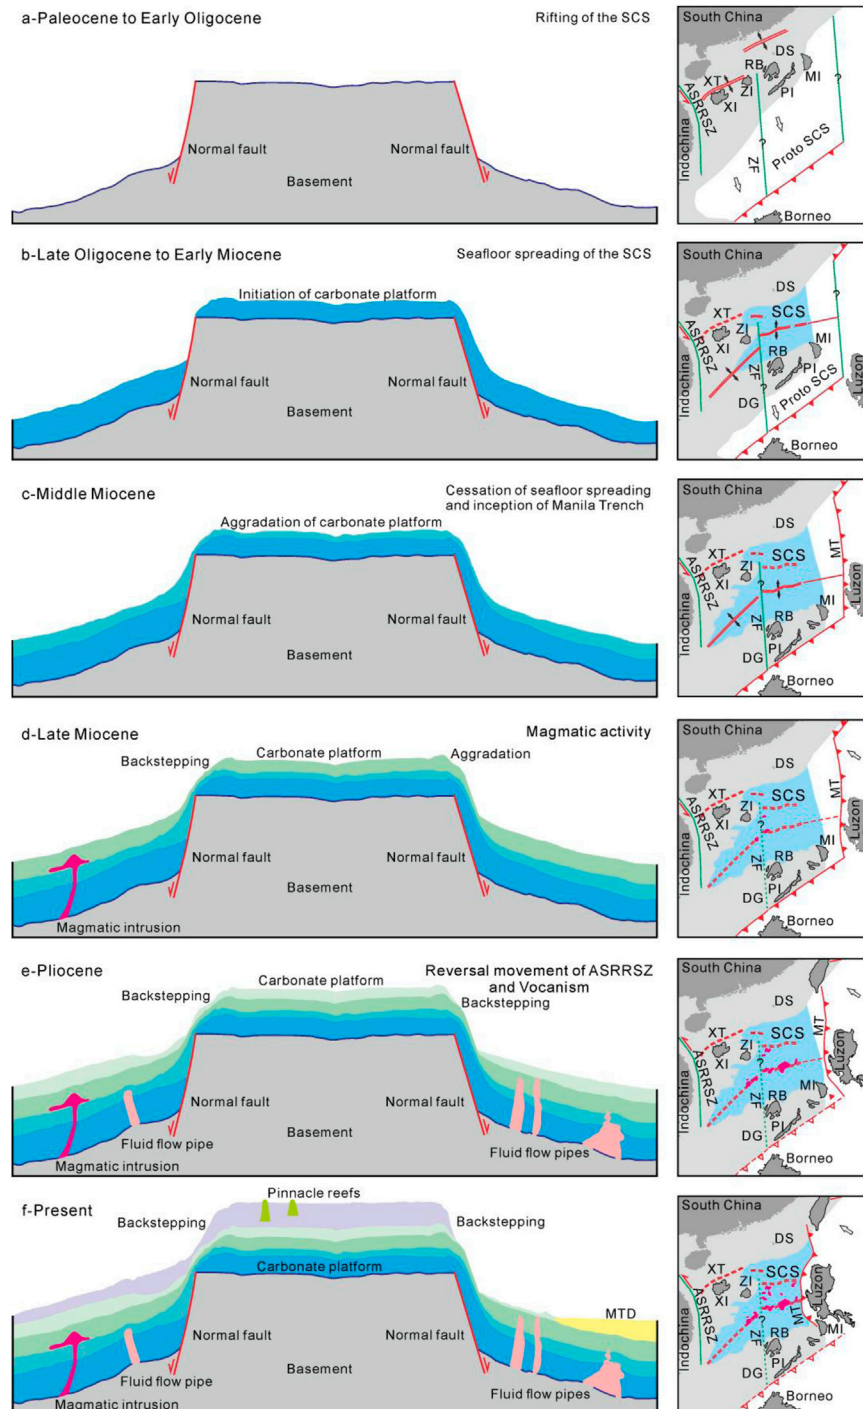 a-Paleocene to Early Oligocene
Rifting of the SCS
Normal fault
Normal fault
Basement
South China
DS
RB
MI
XT
ZI
PI
XI
ASRRSZ
Indochina
?
?
ZF
Proto SCS
Borneo
b-Late Oligocene to Early Miocene
Seafloor spreading of the SCS
Initiation of carbonate platform
Normal fault
Normal fault
Basement
South China
DS
?
XT
SCS
ZI
XI
MI
RB
ASRRSZ
Indochina
ZF
PI
?
DG
Proto SCS
Luzon
Borneo
c-Middle Miocene
Cessation of seafloor spreading
and inception of Manila Trench
Aggradation of carbonate platform
Normal fault
Normal fault
Basement
South China
DS
XT
SCS
MT
ZI
XI
?
ASRRSZ
Indochina
Luzon
MI
ZF
RB
PI
DG
Borneo
d-Late Miocene
Magmatic activity
Backstepping
Carbonate platform
Aggradation
Normal fault
Normal fault
Basement
Magmatic intrusion
South China
DS
XT
SCS
MT
ZI
XI
?
ASRRSZ
Indochina
Luzon
MI
ZF
RB
PI
DG
Borneo
e-Pliocene
Reversal movement of ASRRSZ
and Vocanism
Carbonate platform
Backstepping
Backstepping
Normal fault
Normal fault
Basement
Fluid flow pipe
Fluid flow pipes
Magmatic intrusion
South China
DS
XT
SCS
MT
ZI
XI
?
Luzon
ASRRSZ
Indochina
MI
ZF
RB
PI
DG
Borneo
f-Present
Pinnacle reefs
Backstepping
Backstepping
Carbonate platform
MTD
Normal fault
Normal fault
Basement
Fluid flow pipe
Fluid flow pipes
Magmatic intrusion
South China
DS
XT
SCS
ZI
XI
Luzon
MT
ASRRSZ
Indochina
?
MI
ZF
RB
PI
DG
Borneo